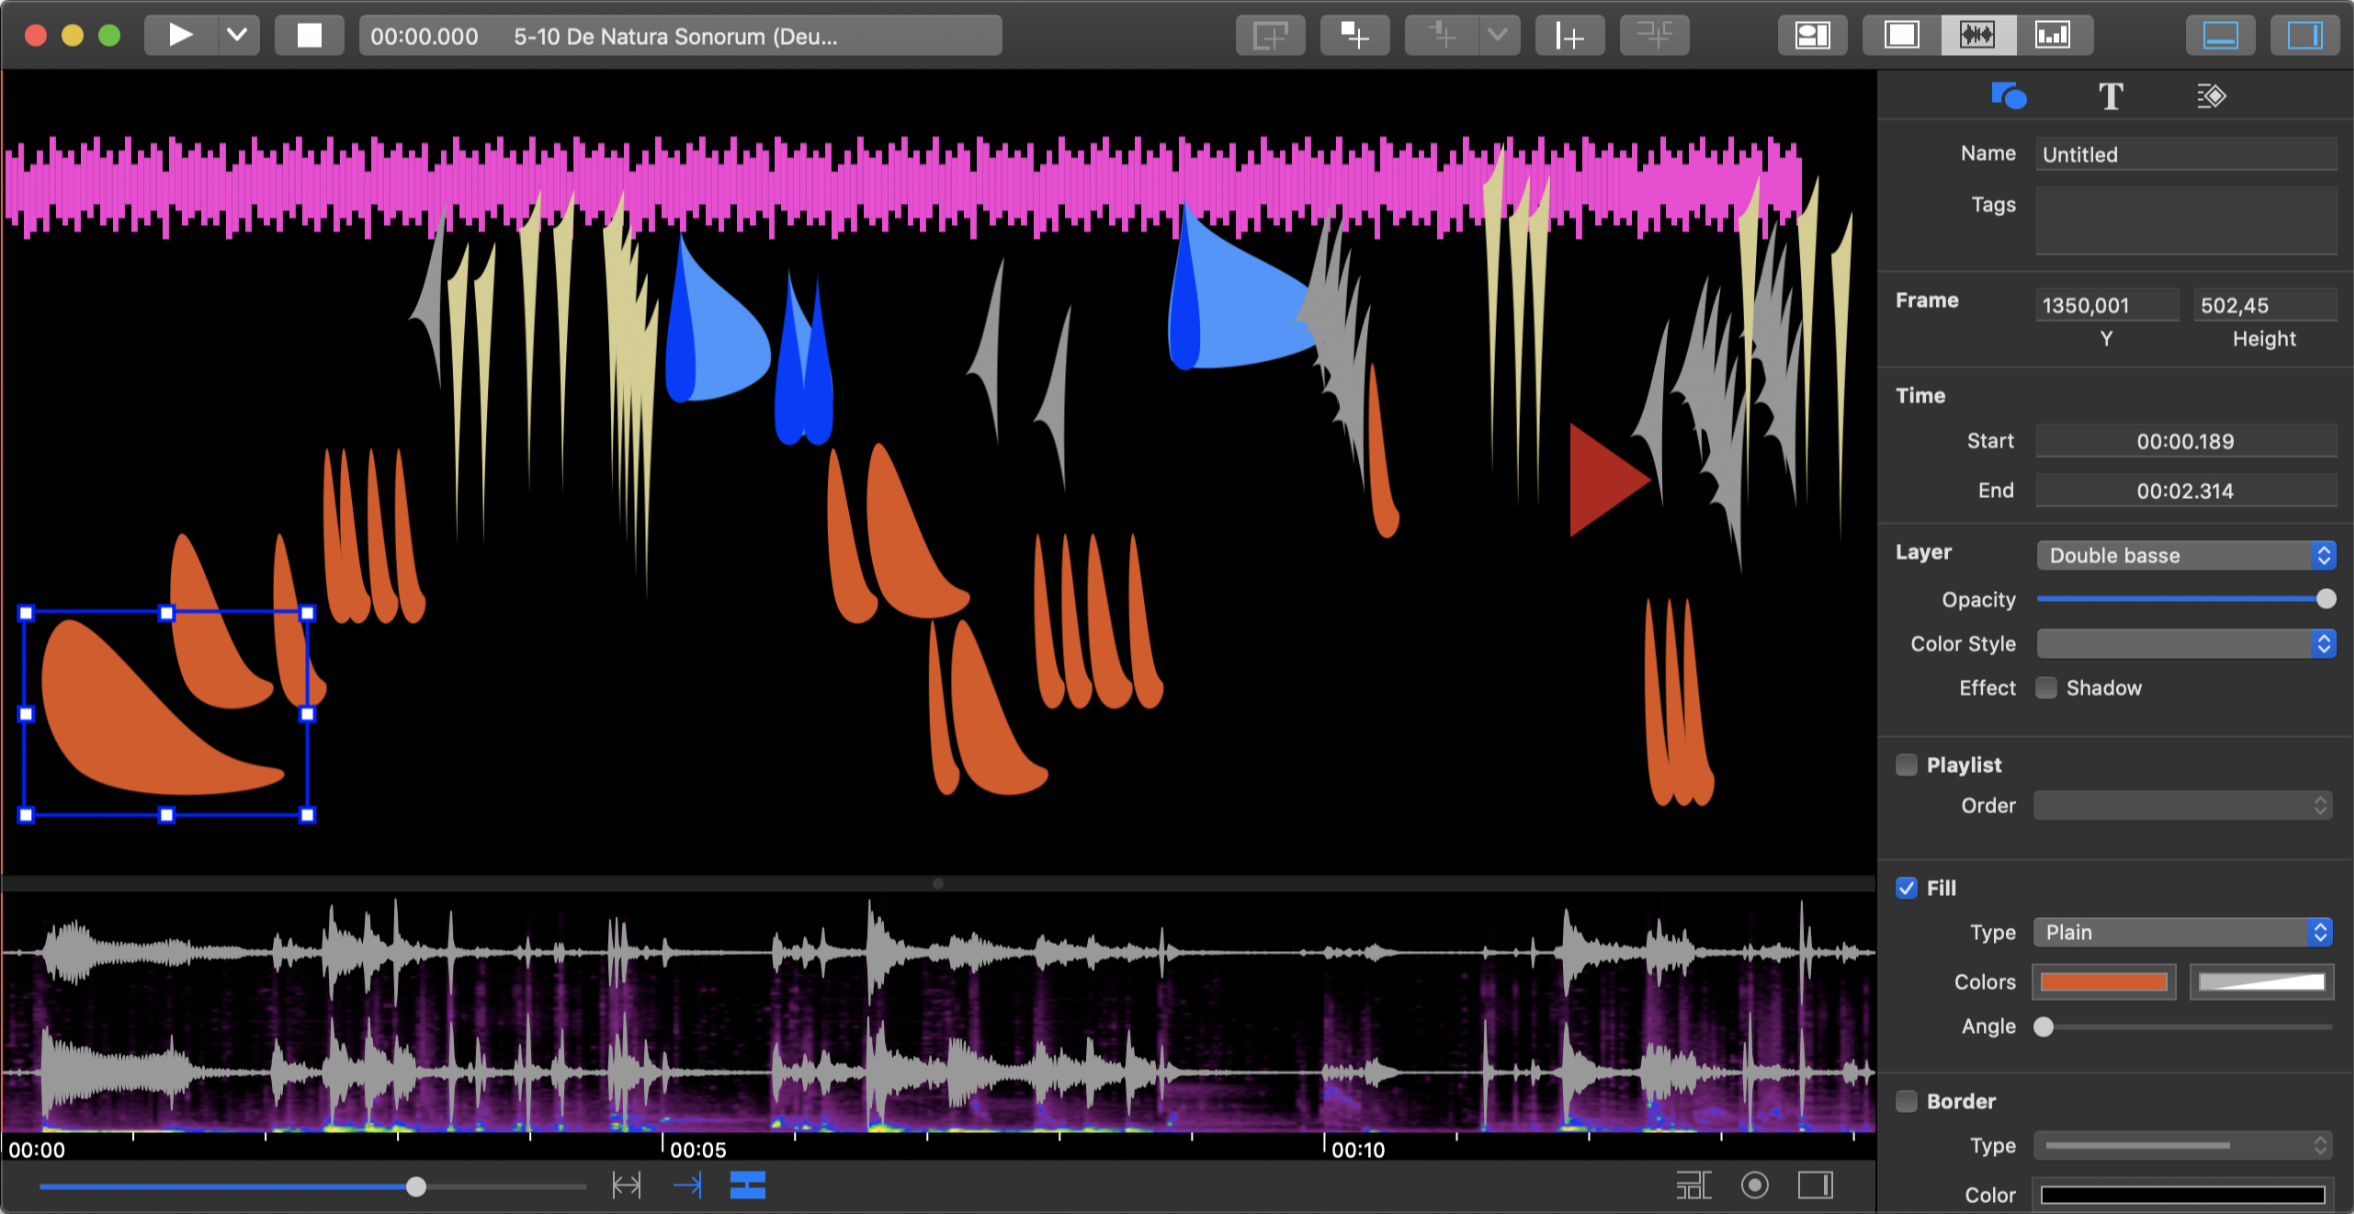 00:00.000 5-10 De Natura Sonorum (Deu...
T
Name Untitled
Tags
Frame 1350,001 502,45
Y Height
Time
Start 00:00.189
End 00:02.314
Layer Double basse
Opacity
Color Style
Effect Shadow
Playlist
Order
Fill
Type Plain
Colors
Angle
Border
Type
Color
00:00 00:05 00:10